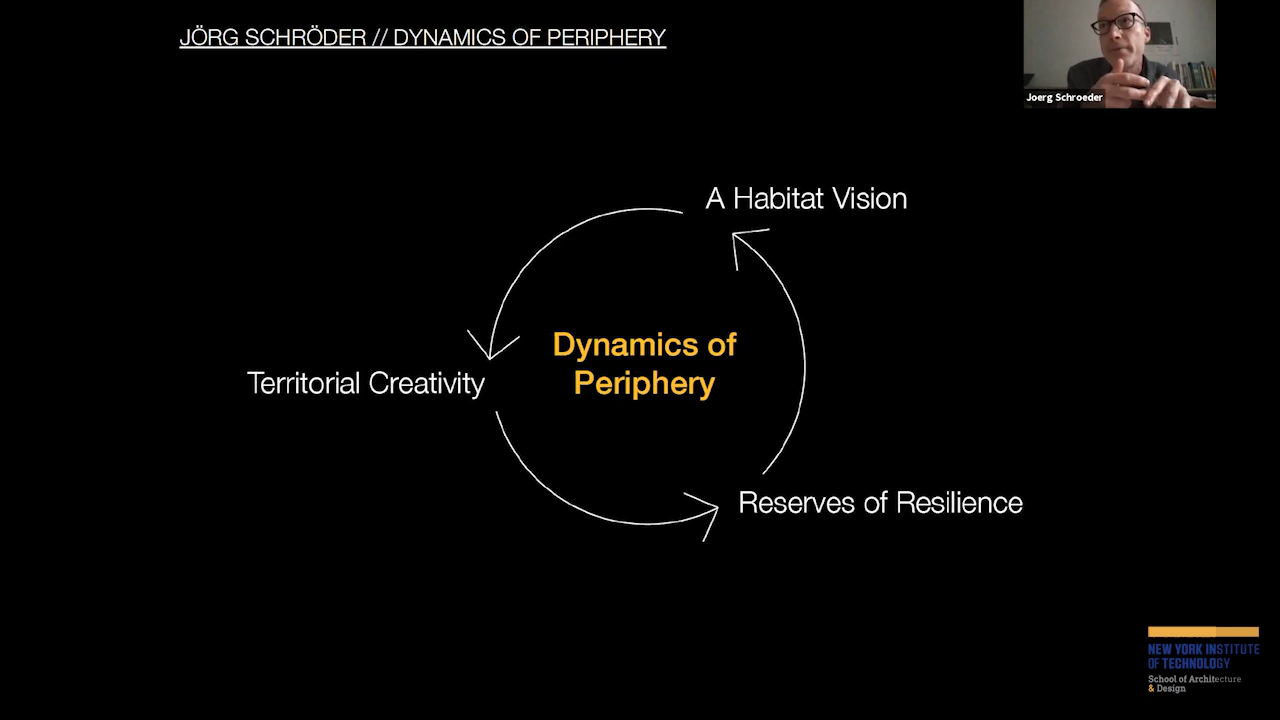 JÖRG SCHRÖDER // DYNAMICS OF PERIPHERY
Joerg Schroeder
A Habitat Vision
Dynamics of
Periphery
Territorial Creativity
Reserves of Resilience
NEW YORK INSTITUTE
OF TECHNOLOGY
School of Architecture
& Design